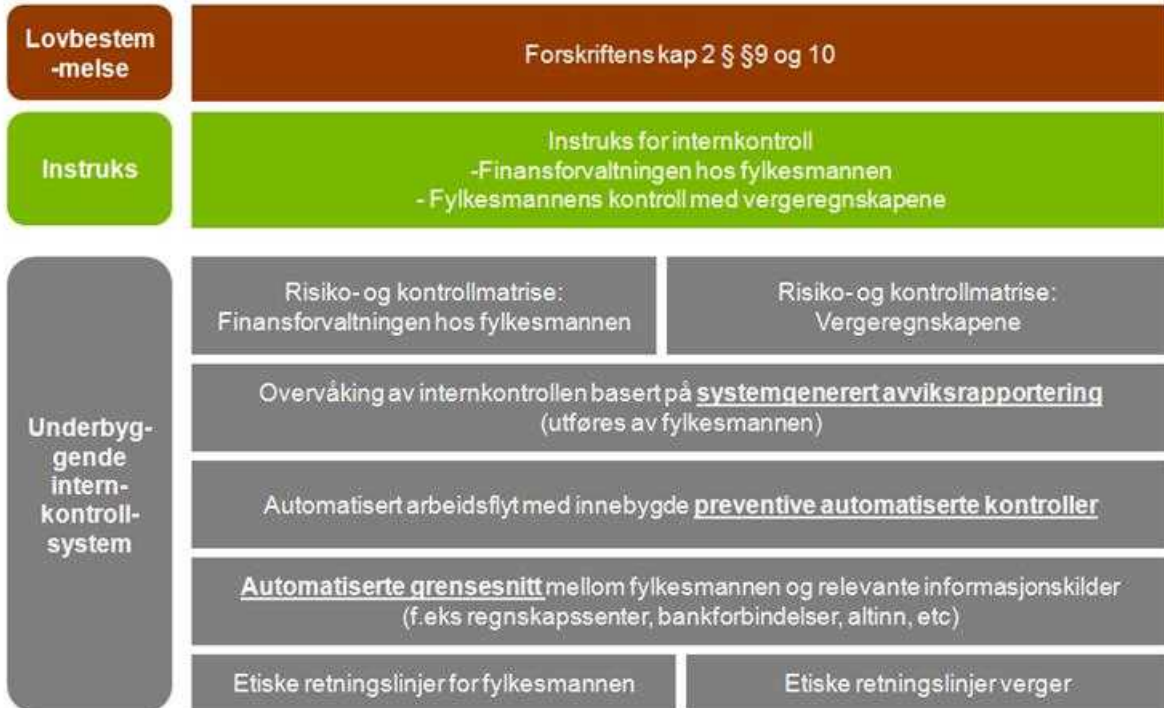 Lovbestem
-melse
Forskriftens kap 2 § §9 og 10
Instruks
Instruks for internkontroll
-Finansforvaltningen hos fylkesmannen
- Fylkesmannens kontroll med vergeregnskapene
Underbyg-
gende
intern-
kontroll-
system
Risiko- og kontrollmatrise:
Finansforvaltningen hos fylkesmannen
Risiko- og kontrollmatrise:
Vergeregnskapene
Overvåking av internkontrollen basert på systemgenerert avviksrapportering
(utføres av fylkesmannen)
Automatisert arbeidsflyt med innebygde preventive automatiserte kontroller
Automatiserte grensesnitt mellom fylkesmannen og relevante informasjonskilder
(f.eks regnskapssenter, bankforbindelser, altinn, etc)
Etiske retningslinjer for fylkesmannen
Etiske retningslinjer verger